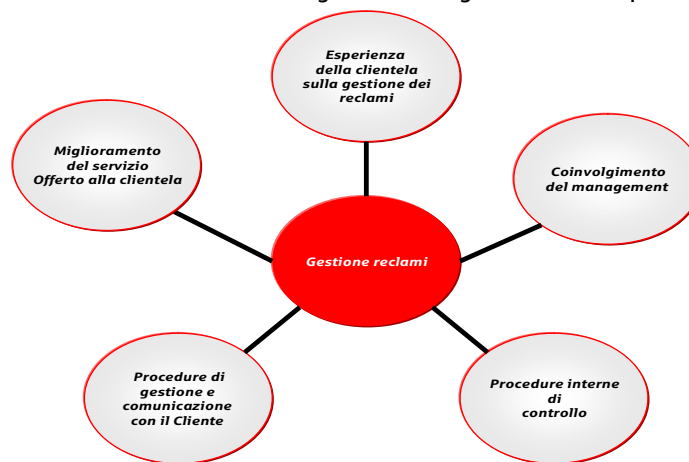 Esperienza
della clientela
sulla gestione dei
reclami
Miglioramento
del servizio
Offerto alla clientela
Coinvolgimento
del management
Gestione reclami
Procedure di
gestione e
comunicazione
con il Cliente
Procedure interne
di
controllo